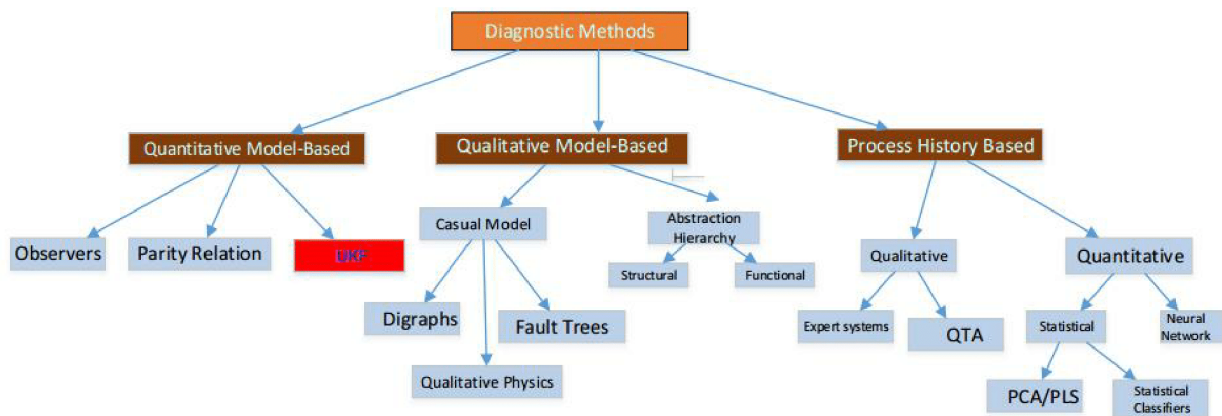 Diagnostic Methods
Quantitative Model-Based
Qualitative Model-Based
Process History Based
Observers
Parity Relation
UKF
Casual Model
Abstraction
Hierarchy
Qualitative
Quantitative
Structural
Functional
Digraphs
Fault Trees
Qualitative Physics
Expert systems
QTA
Statistical
Neural
Network
PCA/PLS
Statistical
Classifiers